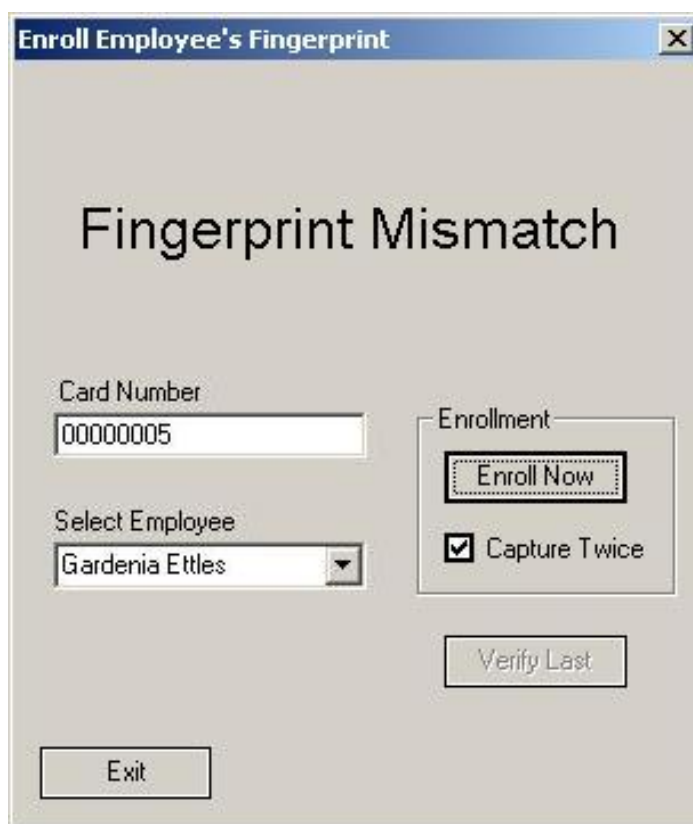 Enroll Employee's Fingerprint
Fingerprint Mismatch
Card Number
00000005
Select Employee
Gardenia Ettles
Enrollment
Enroll Now
Capture Twice
Verify Last
Exit